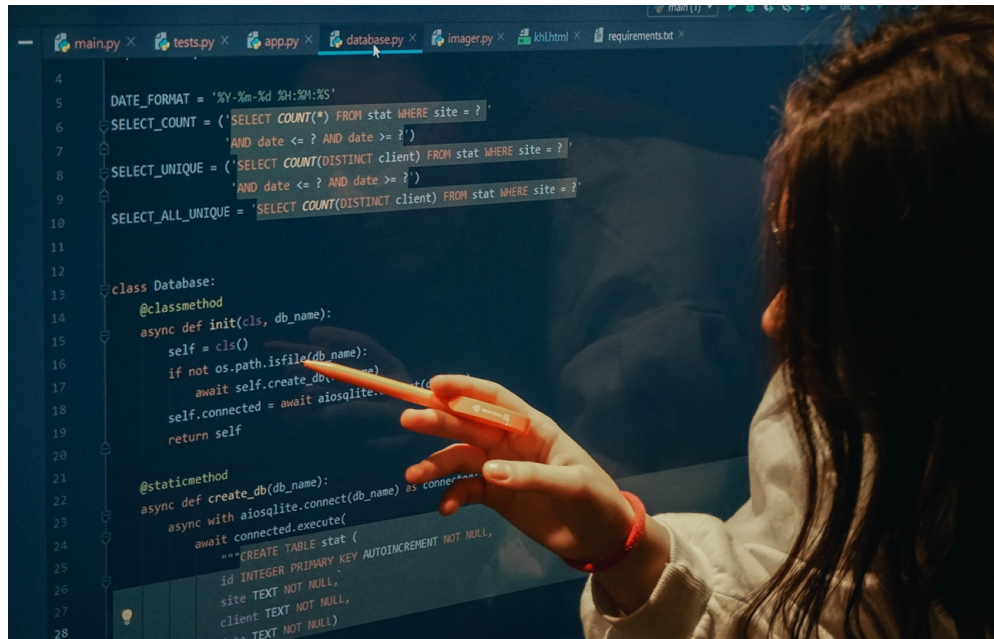 main (1)
main.py tests.py app.py database.py imager.py khl.html requirements.txt
4
5 DATE_FORMAT = '%Y-%m-%d %H:%M:%S'
6 SELECT_COUNT = ('SELECT COUNT(*) FROM stat WHERE site = ? '
7 'AND date <= ? AND date >= ?')
8 SELECT_UNIQUE = ('SELECT COUNT(DISTINCT client) FROM stat WHERE site = ? '
9 'AND date <= ? AND date >= ?')
10 SELECT_ALL_UNIQUE = 'SELECT COUNT(DISTINCT client) FROM stat WHERE site = ?'
11
12
13 class Database:
14 @classmethod
15 async def init(cls, db_name):
16 self = cls()
17 if not os.path.isfile(db_name):
18 await self.create_db(
19 self.connected = await aiosqlite.
20 return self
21
22 @staticmethod
23 async def create_db(db_name):
24 async with aiosqlite.connect(db_name) as connected:
25 await connected.execute(
26 """CREATE TABLE stat (
27 id INTEGER PRIMARY KEY AUTOINCREMENT NOT NULL,
28 site TEXT NOT NULL,
client TEXT NOT NULL,
TEXT NOT NULL)